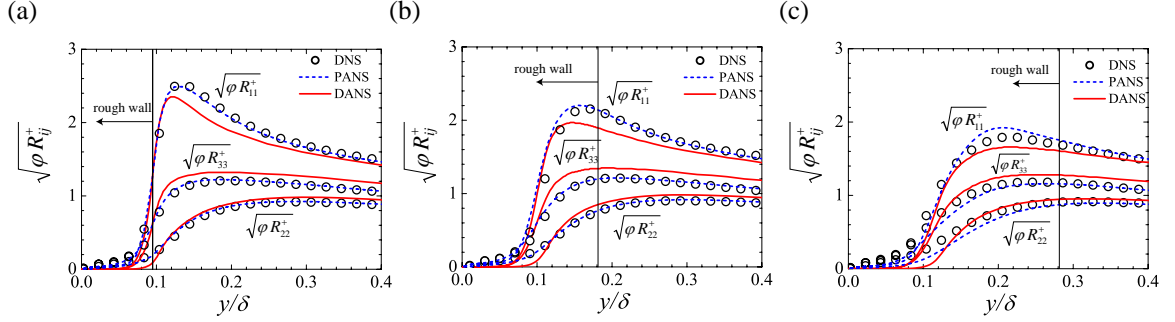 (a)
3
2
1
0
0.0 0.1 0.2 0.3 0.4
y/δ
√φR⁺ᵢⱼ
rough wall
√φR⁺₁₁
√φR⁺₃₃
√φR⁺₂₂
DNS
PANS
DANS
(b)
3
2
1
0
0.0 0.1 0.2 0.3 0.4
y/δ
√φR⁺ᵢⱼ
rough wall
√φR⁺₁₁
√φR⁺₃₃
√φR⁺₂₂
DNS
PANS
DANS
(c)
3
2
1
0
0.0 0.1 0.2 0.3 0.4
y/δ
√φR⁺ᵢⱼ
rough wall
√φR⁺₁₁
√φR⁺₃₃
√φR⁺₂₂
DNS
PANS
DANS